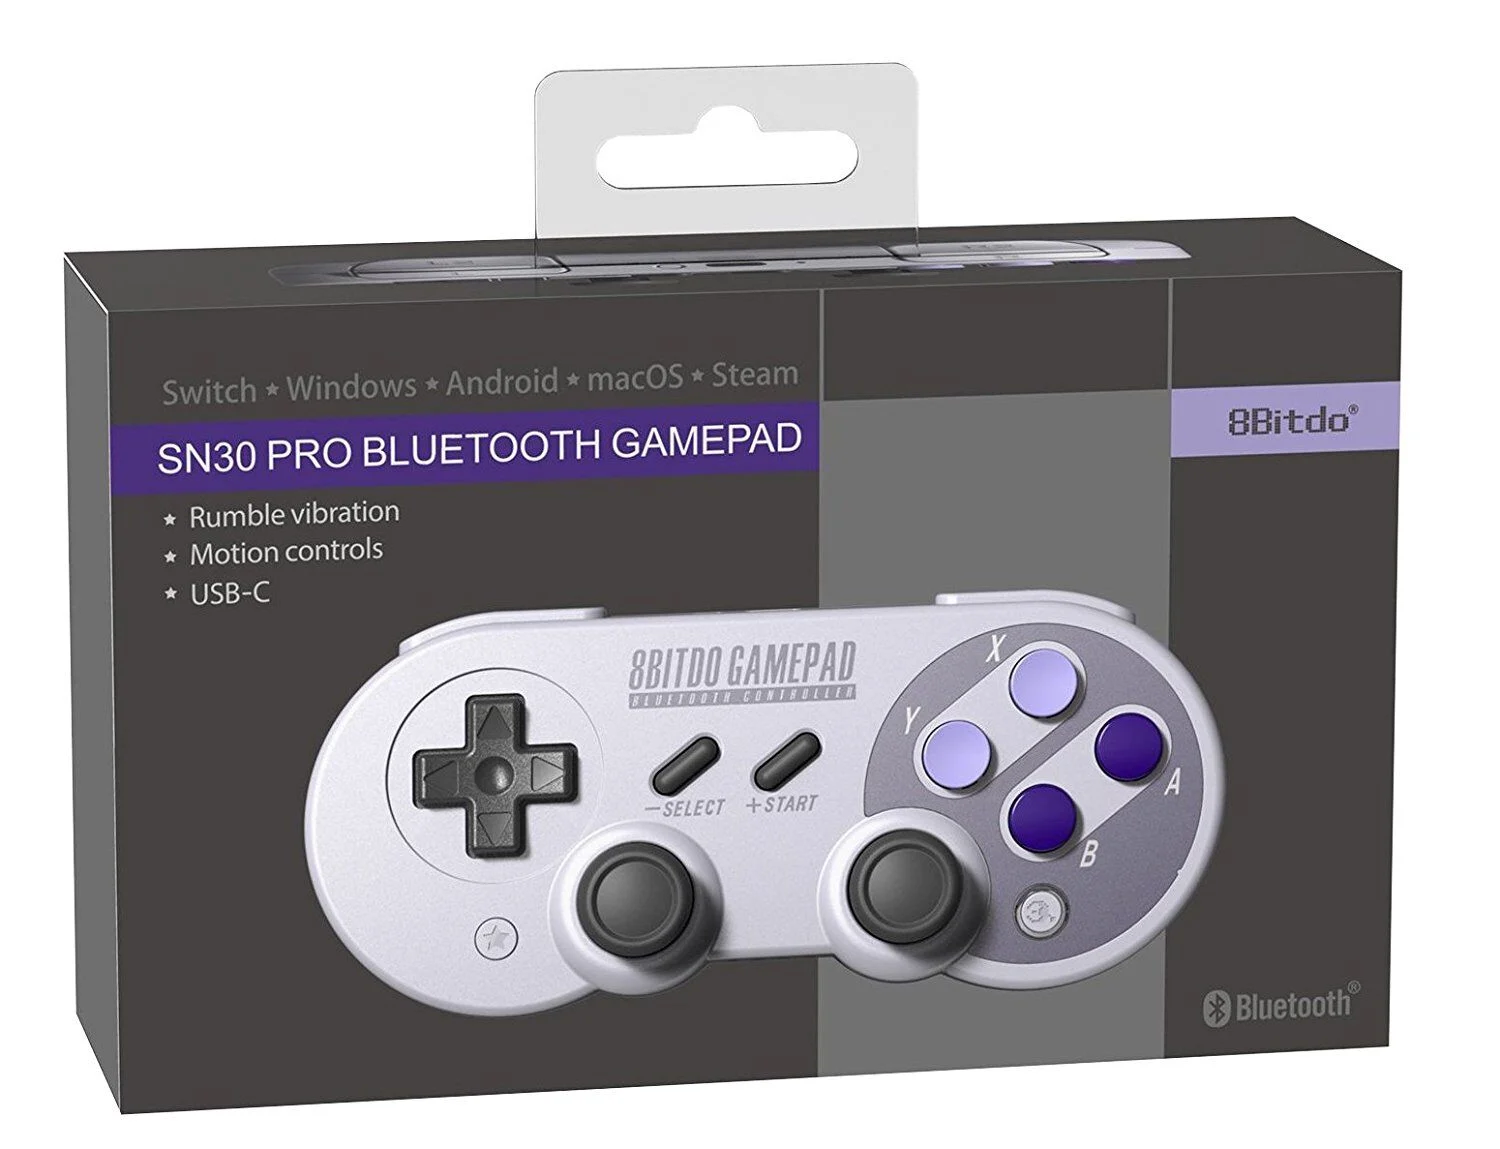 Switch ★ Windows ★ Android ★ macOS ★ Steam
SN30 PRO BLUETOOTH GAMEPAD
8Bitdo®
★ Rumble vibration
★ Motion controls
★ USB-C
8BITDO GAMEPAD
BLUETOOTH CONTROLLER
X
Y
A
B
−SELECT +START
Bluetooth®